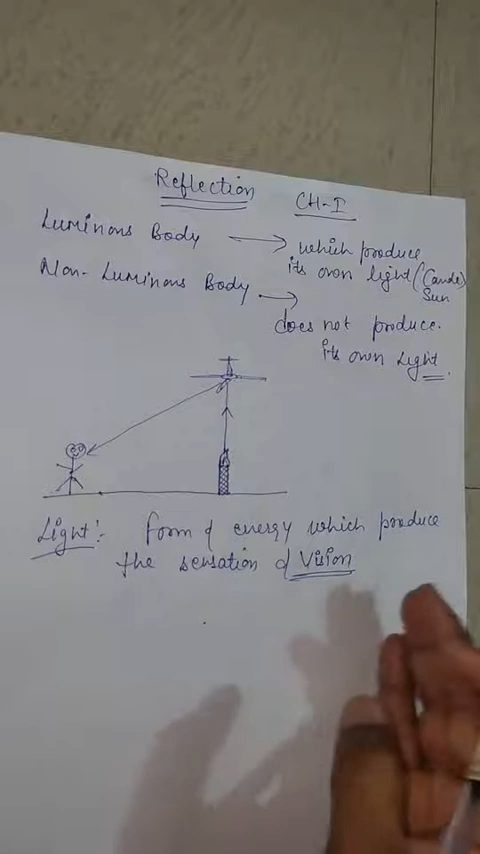 Reflection CH-I
Luminous Body → which produce
its own light (Candle)
Sun
Non-Luminous Body →
does not produce.
its own Light.
Light:- form of energy which produce
the sensation of Vision